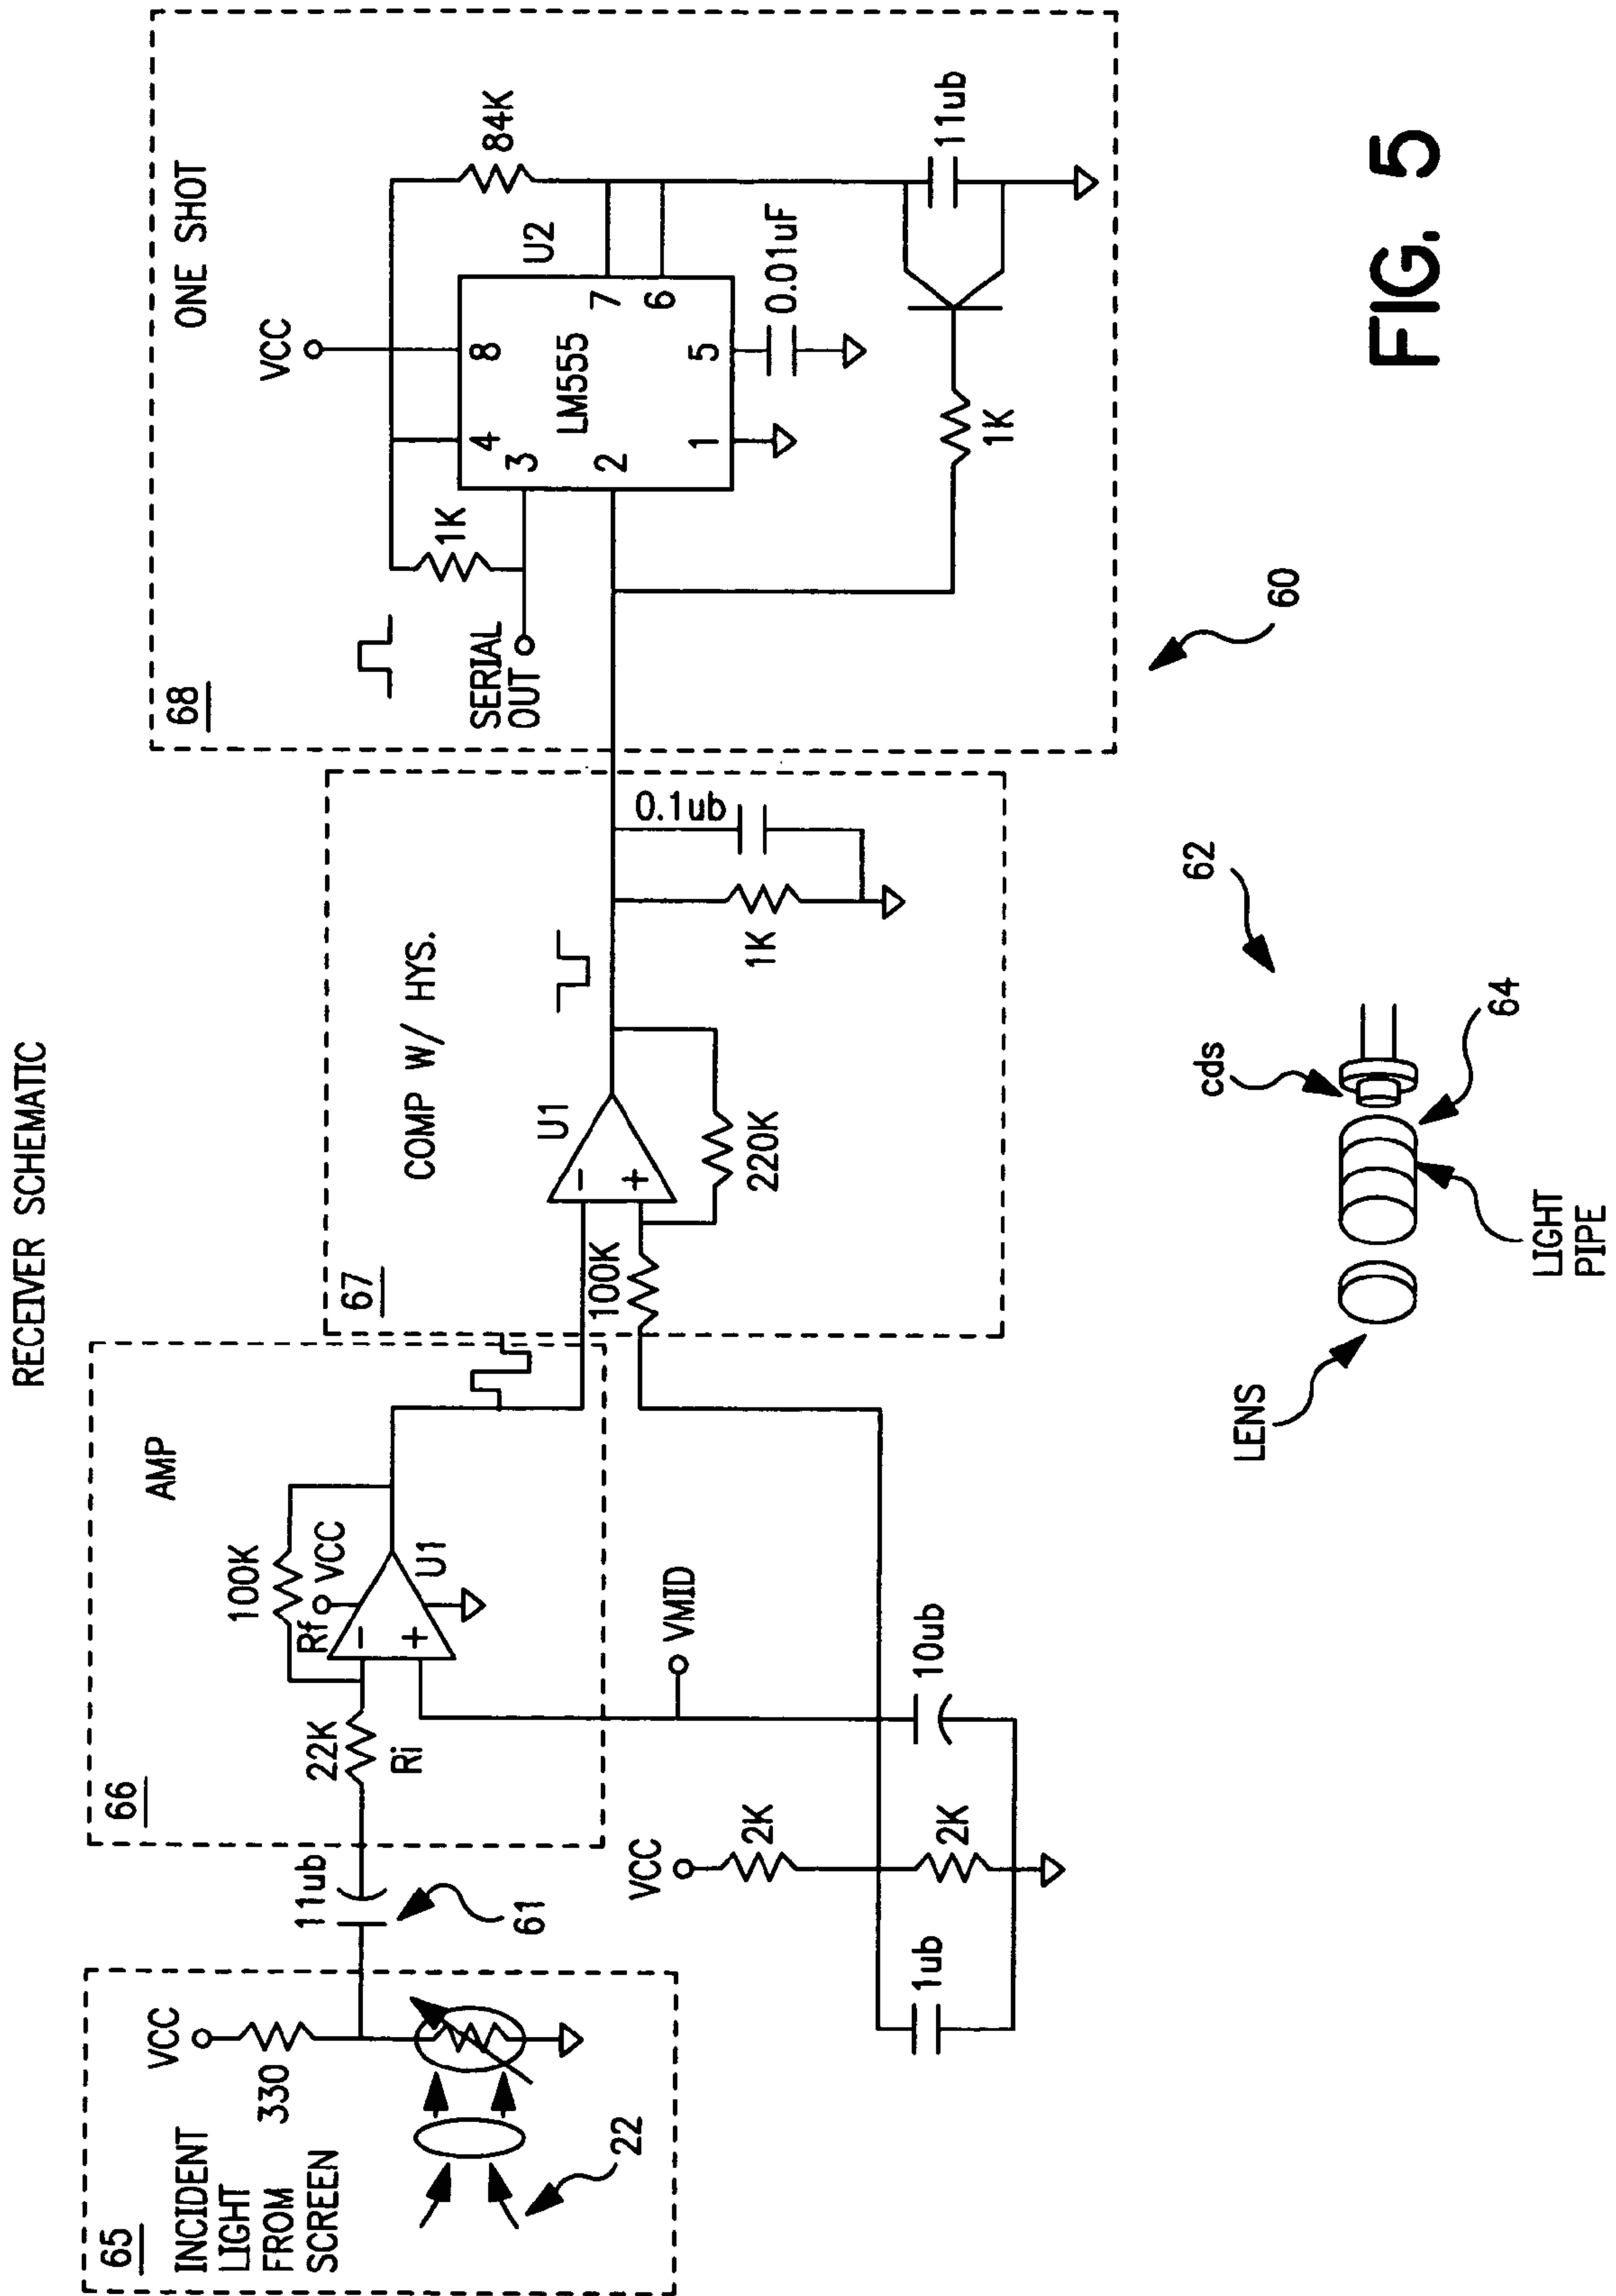 RECEIVER SCHEMATIC
65
INCIDENT
LIGHT
FROM
SCREEN
VCC
330
22
11ub
61
66
AMP
22K
Ri
100K
Rf
VCC
U1
-
+
VMID
VCC
2K
2K
1ub
10ub
67
COMP W/ HYS.
100K
U1
-
+
220K
1K
0.1ub
68
ONE SHOT
VCC
1K
SERIAL
OUT
4
8
3
LM555
U2
7
6
2
1
5
84K
0.01uF
11ub
1K
60
62
LENS
LIGHT
PIPE
cds
64
FIG. 5